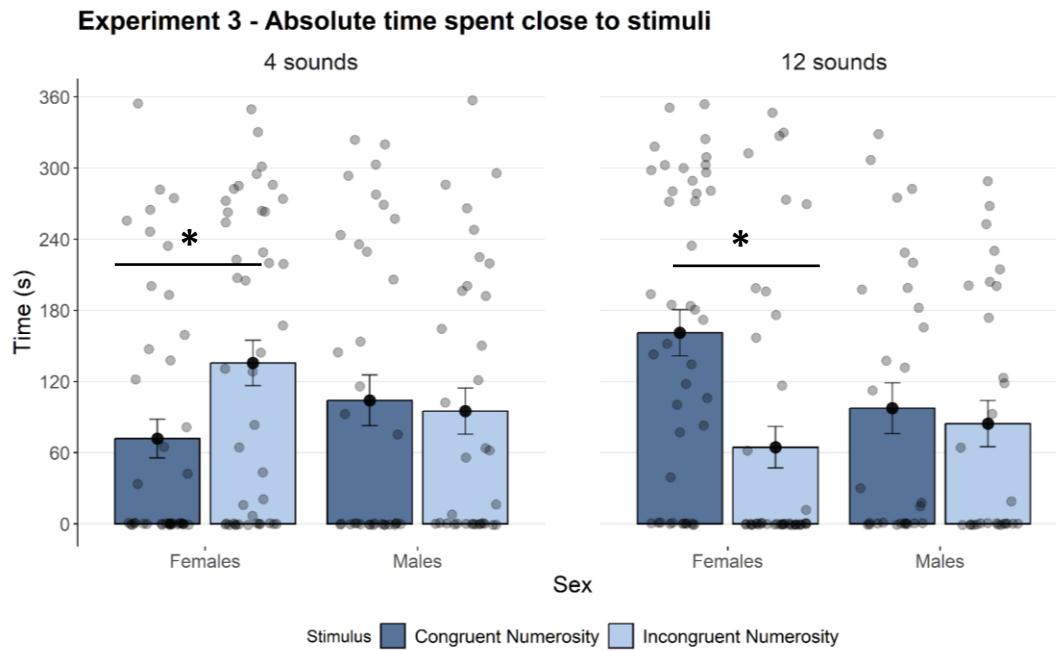 Experiment 3 - Absolute time spent close to stimuli
4 sounds
12 sounds
360
300
240
180
120
60
0
Time (s)
*
*
Females
Males
Females
Males
Sex
Stimulus Congruent Numerosity Incongruent Numerosity